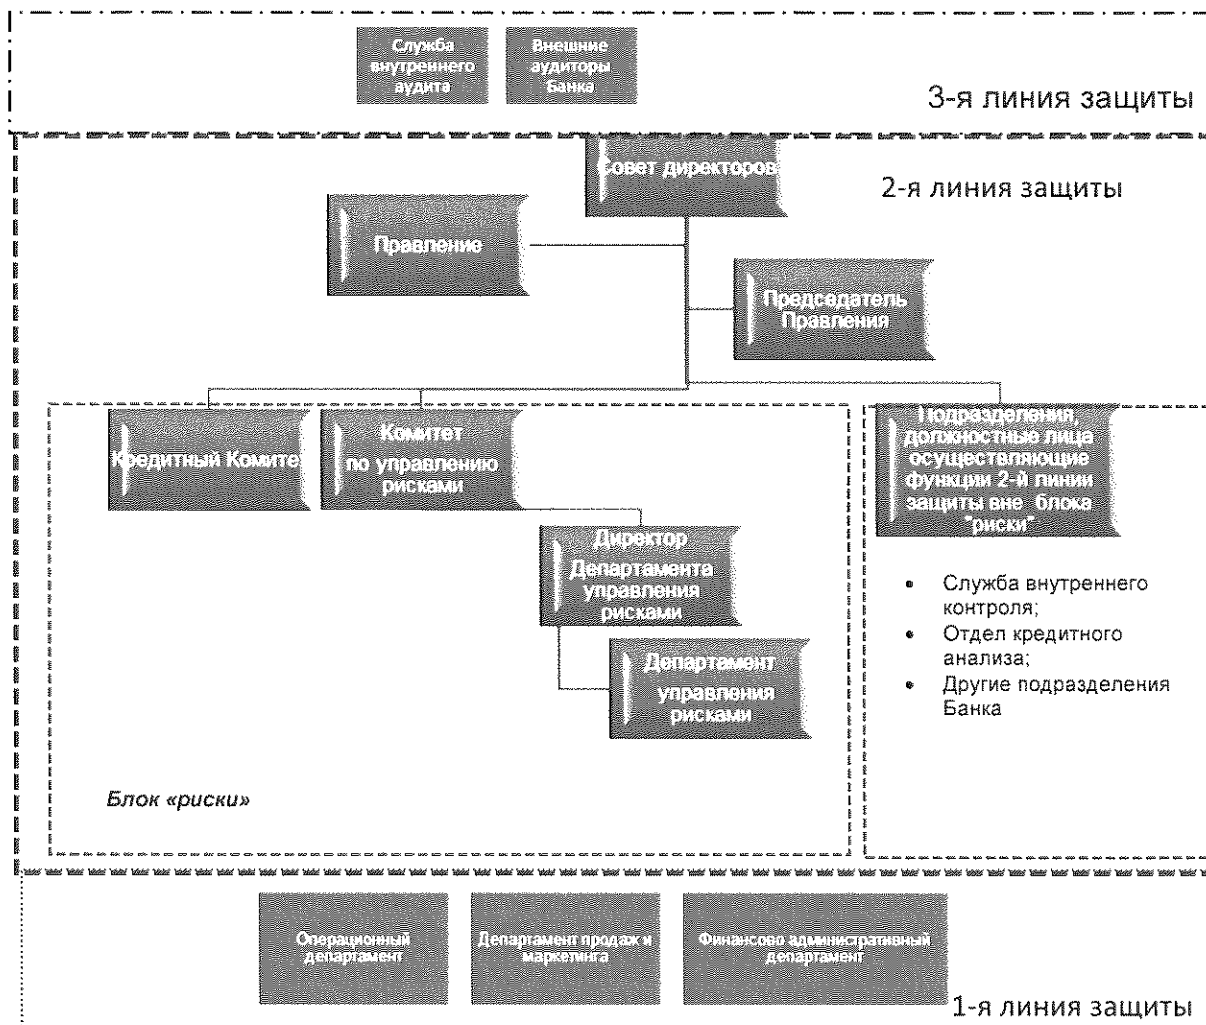 Служба
внутреннего
аудита
Внешние
аудиторы
Банка
3-я линия защиты
Совет директоров
2-я линия защиты
Правление
Председатель
Правления
Кредитный Комитет
Комитет
по управлению
рисками
Подразделения,
должностные лица
осуществляющие
функции 2-й линии
защиты вне блока
"риски"
Директор
Департамента
управления
рисками
Департамент
управления
рисками
• Служба внутреннего
контроля;
• Отдел кредитного
анализа;
• Другие подразделения
Банка
Блок «риски»
Операционный
департамент
Департамент продаж и
маркетинга
Финансово административный
департамент
1-я линия защиты